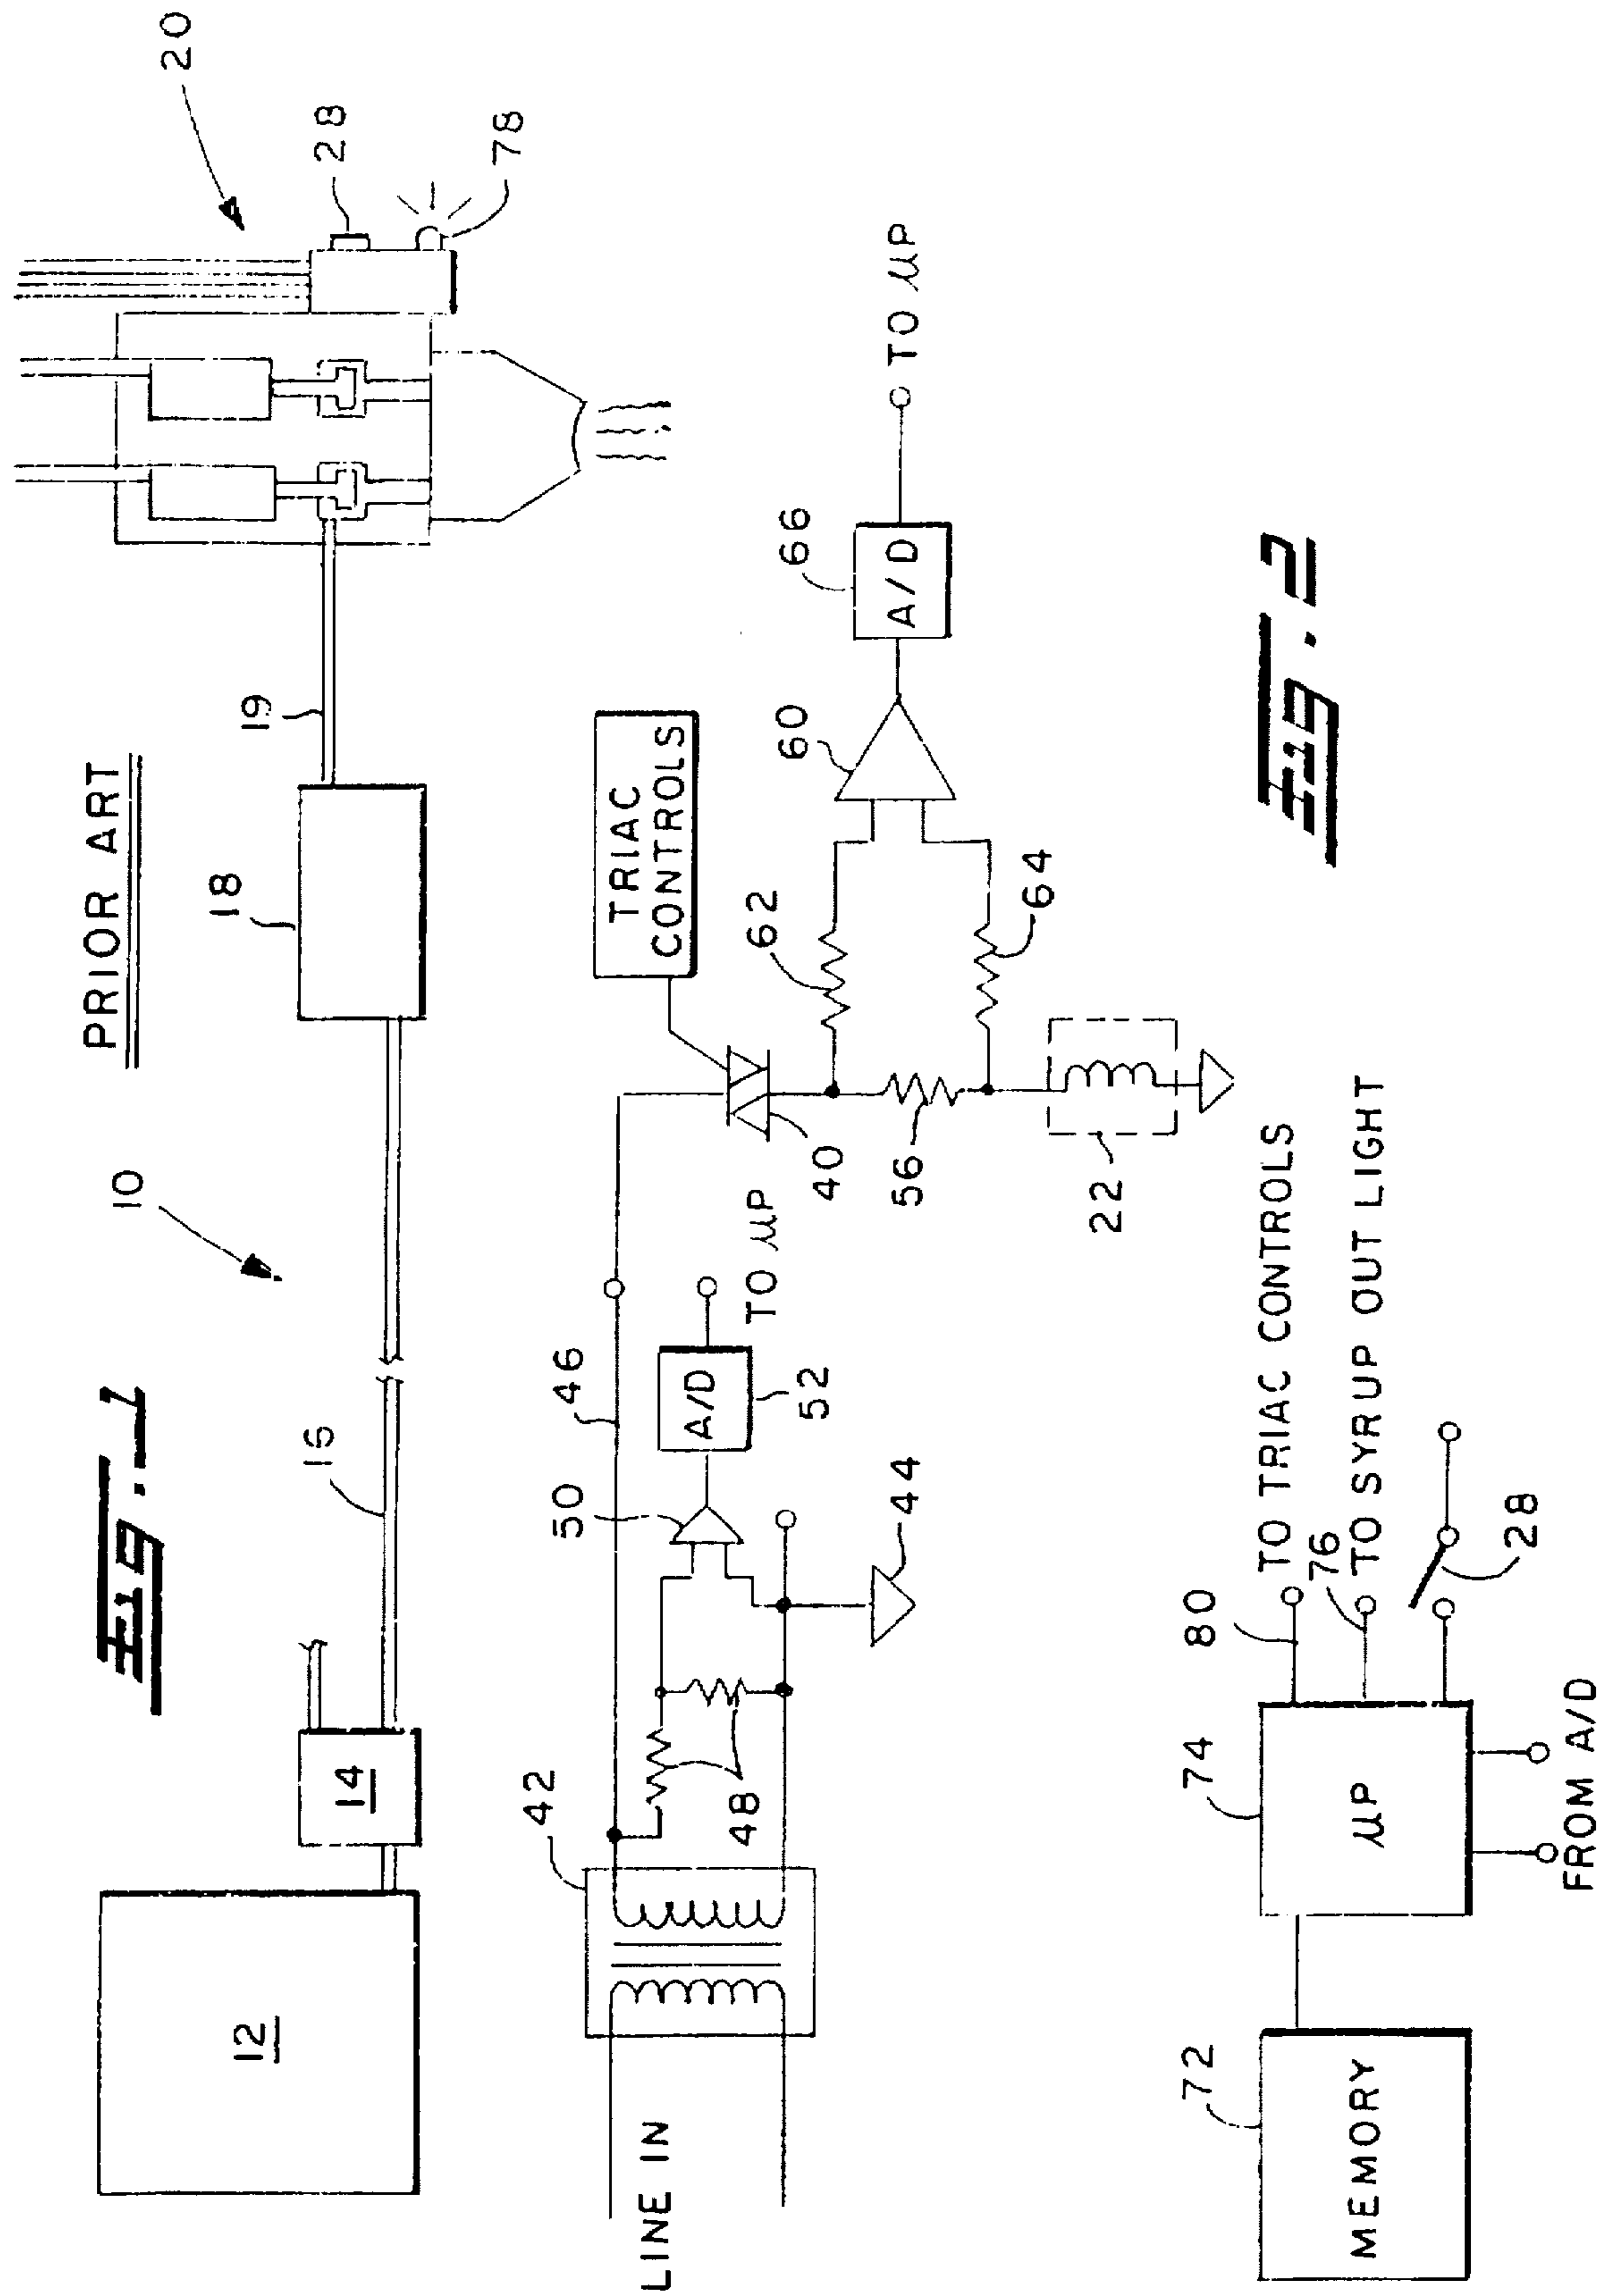 Fig. 1
PRIOR ART
10
20
12
14
15
18
19
28
78
Fig. 2
LINE IN
42
48
50
46
A/D
52
TO μP
44
TRIAC
CONTROLS
40
62
56
64
22
60
66
A/D
TO μP
72
MEMORY
74
μP
80
TO TRIAC CONTROLS
76
TO SYRUP OUT LIGHT
28
FROM A/D